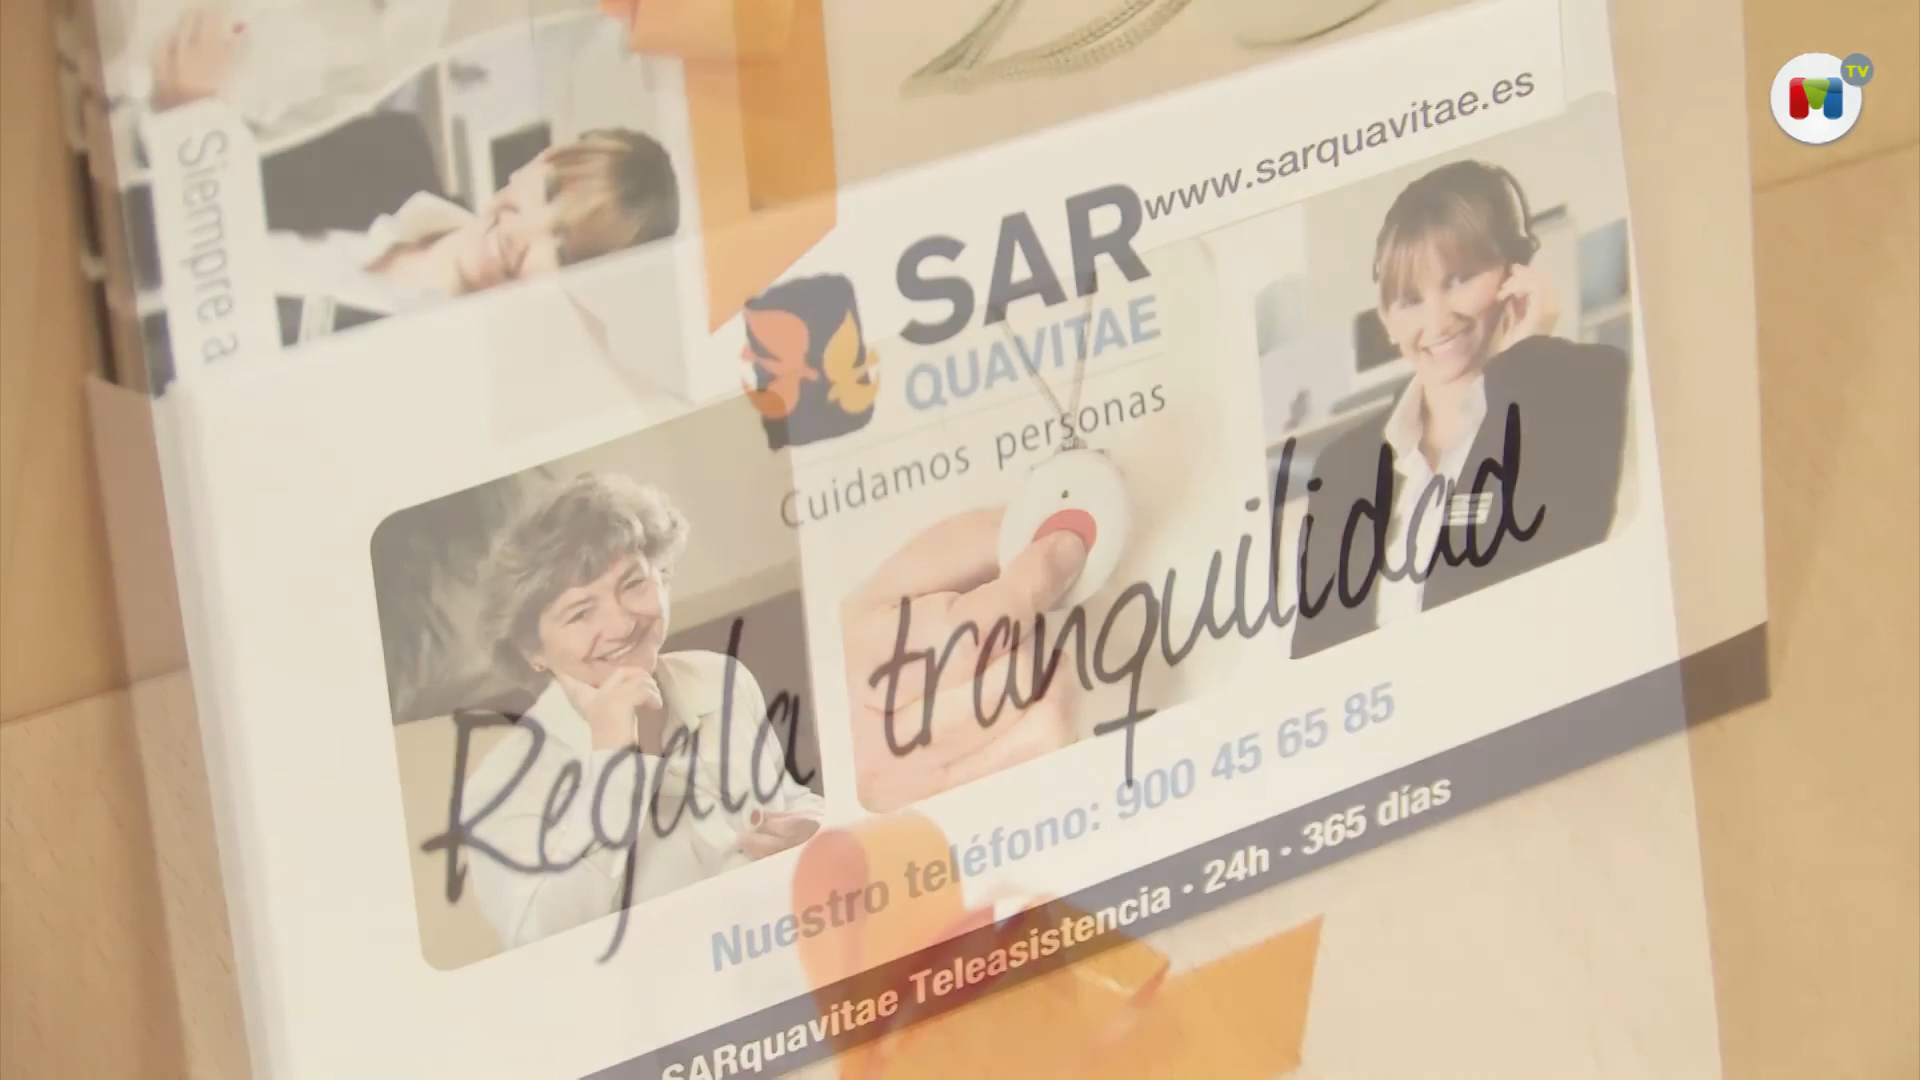 TV
www.sarquavitae.es
Siempre a
SAR
QUAVITAE
Cuidamos personas
Regala tranquilidad
Nuestro teléfono: 900 45 65 85
SARquavitae Teleasistencia · 24h · 365 días